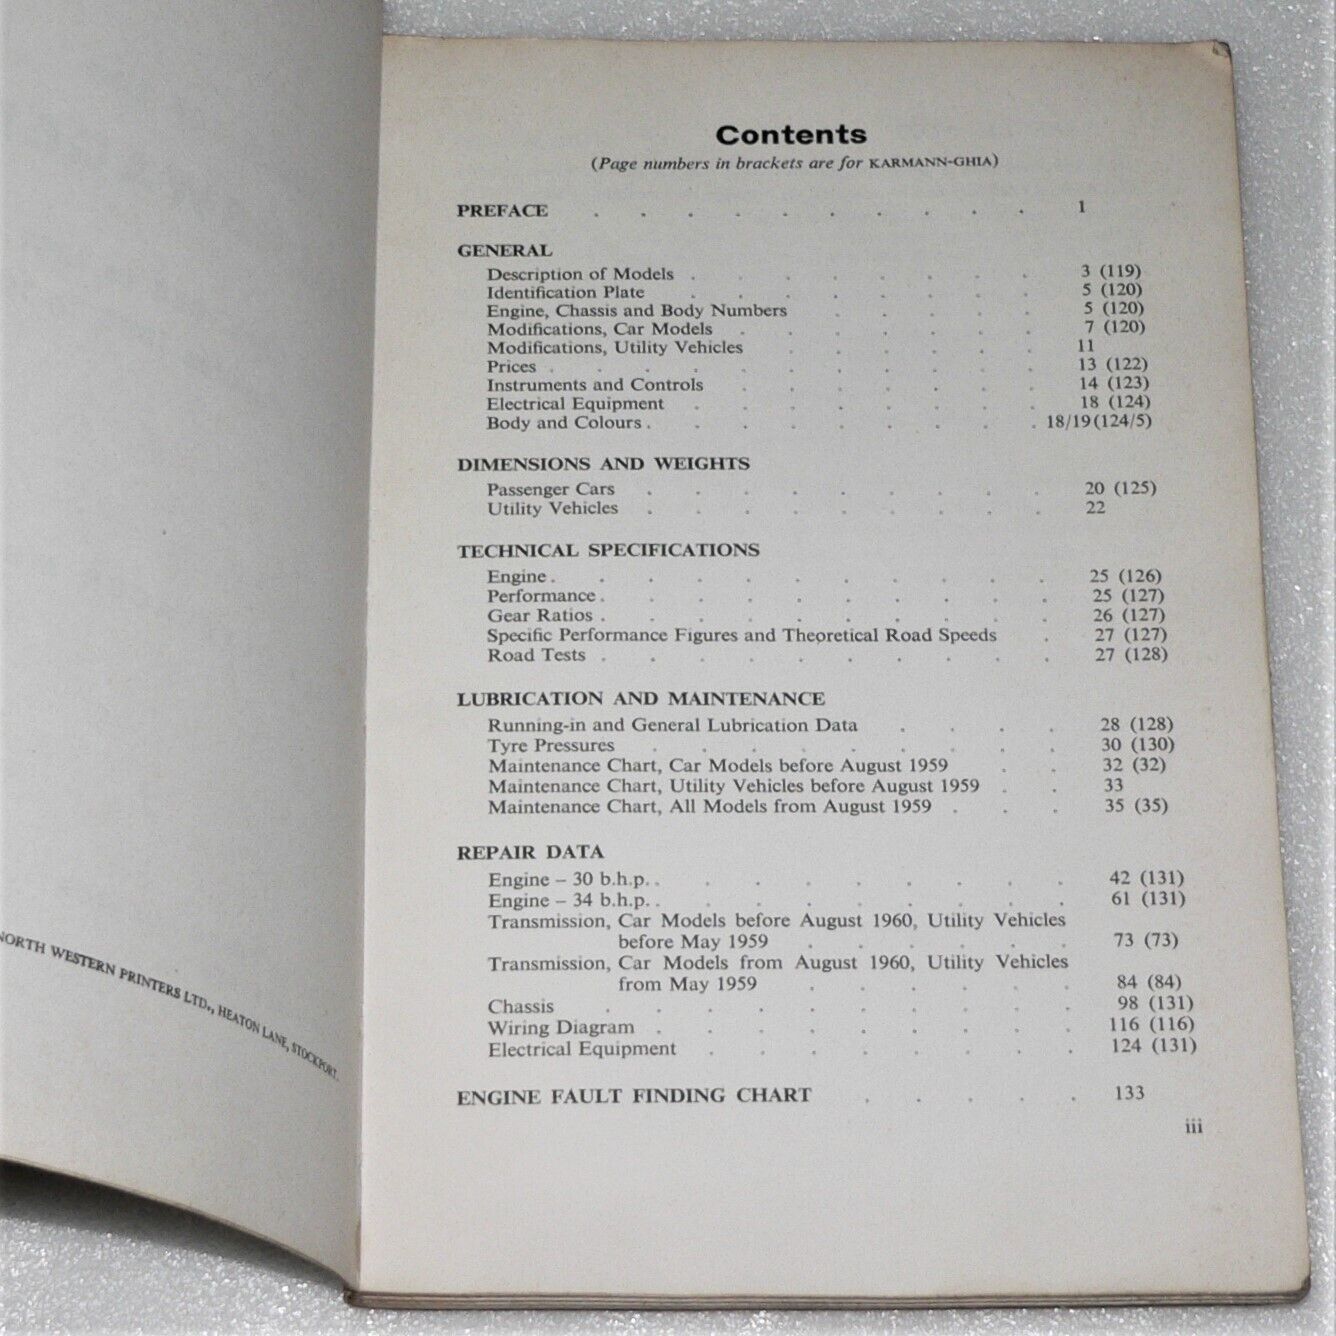 NORTH WESTERN PRINTERS LTD., HEATON LANE, STOCKPORT.
Contents
(Page numbers in brackets are for KARMANN-GHIA)
PREFACE . . . . . . . . . . 1
GENERAL
Description of Models . . . . . . . . 3 (119)
Identification Plate . . . . . . . . 5 (120)
Engine, Chassis and Body Numbers . . . . . 5 (120)
Modifications, Car Models . . . . . . . 7 (120)
Modifications, Utility Vehicles . . . . . . 11
Prices . . . . . . . . . . . 13 (122)
Instruments and Controls . . . . . . . 14 (123)
Electrical Equipment . . . . . . . . 18 (124)
Body and Colours . . . . . . . . . 18/19(124/5)
DIMENSIONS AND WEIGHTS
Passenger Cars . . . . . . . . . 20 (125)
Utility Vehicles . . . . . . . . . 22
TECHNICAL SPECIFICATIONS
Engine . . . . . . . . . . . 25 (126)
Performance . . . . . . . . . . 25 (127)
Gear Ratios . . . . . . . . . . 26 (127)
Specific Performance Figures and Theoretical Road Speeds . 27 (127)
Road Tests . . . . . . . . . . 27 (128)
LUBRICATION AND MAINTENANCE
Running-in and General Lubrication Data . . . . 28 (128)
Tyre Pressures . . . . . . . . . 30 (130)
Maintenance Chart, Car Models before August 1959 . . 32 (32)
Maintenance Chart, Utility Vehicles before August 1959 . . 33
Maintenance Chart, All Models from August 1959 . . . 35 (35)
REPAIR DATA
Engine – 30 b.h.p. . . . . . . . . . 42 (131)
Engine – 34 b.h.p. . . . . . . . . . 61 (131)
Transmission, Car Models before August 1960, Utility Vehicles
before May 1959 . . . . . . 73 (73)
Transmission, Car Models from August 1960, Utility Vehicles
from May 1959 . . . . . . 84 (84)
Chassis . . . . . . . . . . 98 (131)
Wiring Diagram . . . . . . . . . 116 (116)
Electrical Equipment . . . . . . . . 124 (131)
ENGINE FAULT FINDING CHART . . . . . 133
iii